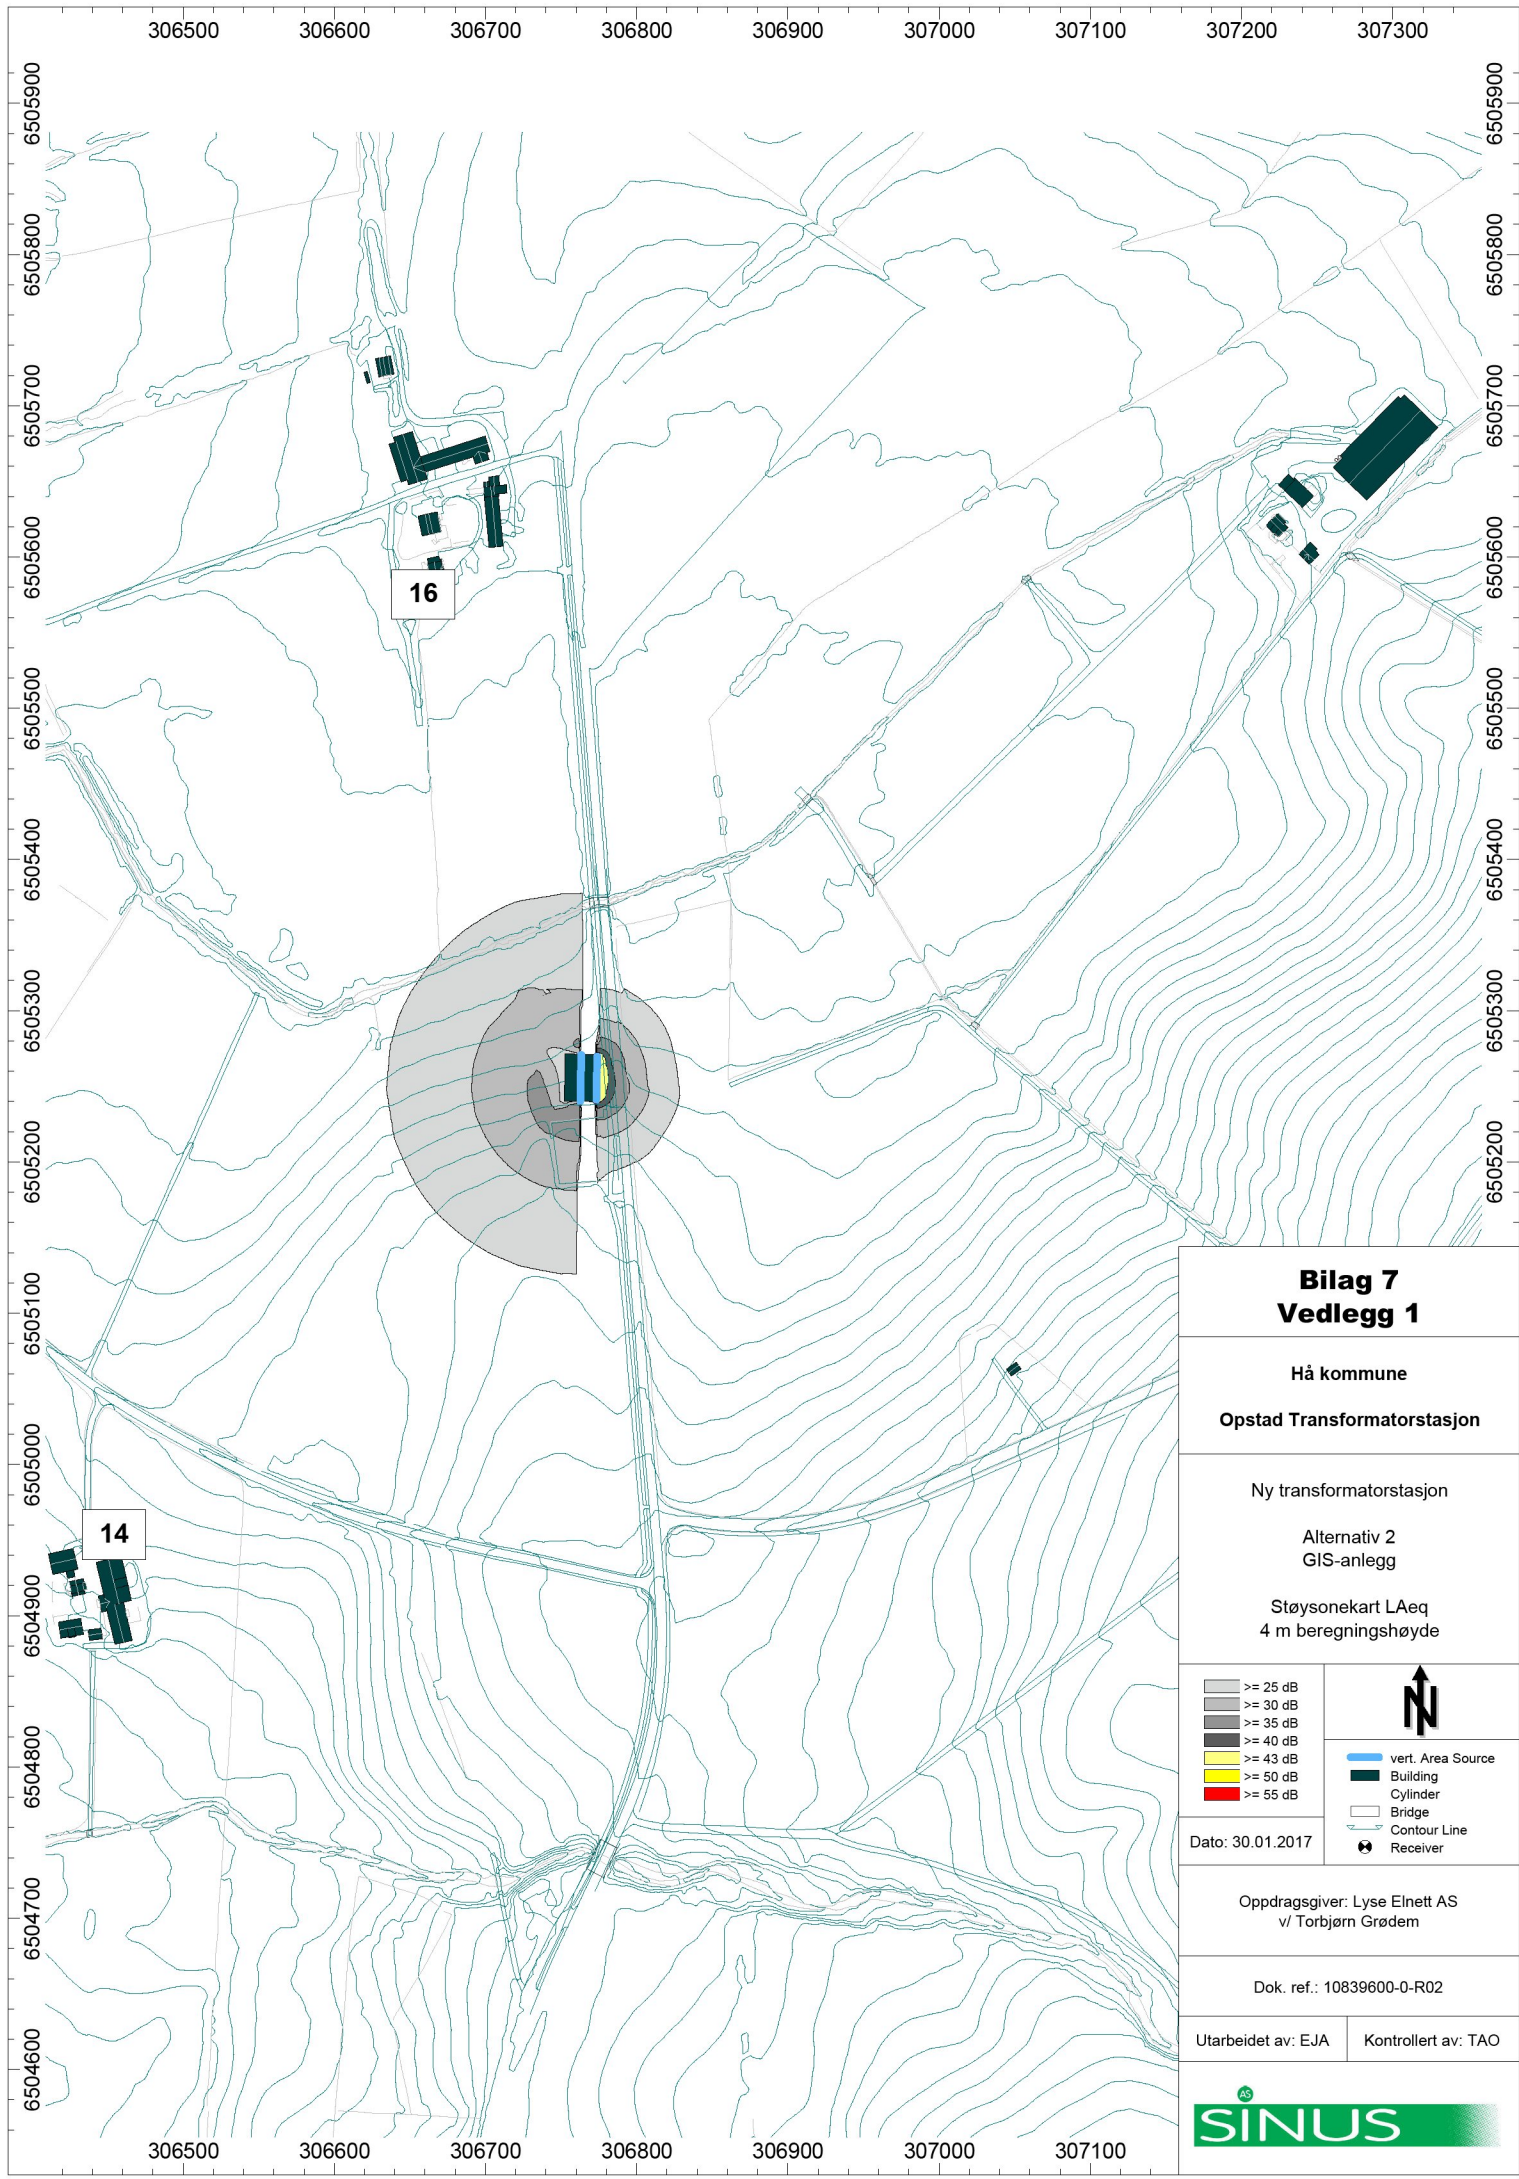 306500 306600 306700 306800 306900 307000 307100 307200 307300
6505900 6505900
6505800 6505800
6505700 6505700
6505600 6505600
16
6505500 6505500
6505400 6505400
6505300 6505300
6505200 6505200
6505100
6505000
14
6504900
6504800
6504700
6504600
306500 306600 306700 306800 306900 307000 307100
Bilag 7
Vedlegg 1
Hå kommune
Opstad Transformatorstasjon
Ny transformatorstasjon
Alternativ 2
GIS-anlegg
Støysonekart LAeq
4 m beregningshøyde
>= 25 dB
>= 30 dB
>= 35 dB
>= 40 dB
>= 43 dB
>= 50 dB
>= 55 dB
N
vert. Area Source
Building
Cylinder
Bridge
Contour Line
Receiver
Dato: 30.01.2017
Oppdragsgiver: Lyse Elnett AS
v/ Torbjørn Grødem
Dok. ref.: 10839600-0-R02
Utarbeidet av: EJA
Kontrollert av: TAO
AS
SINUS